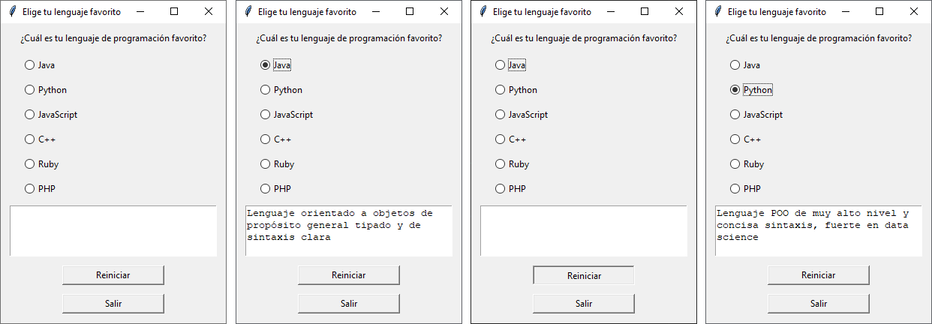 Elige tu lenguaje favorito
¿Cuál es tu lenguaje de programación favorito?
Java
Python
JavaScript
C++
Ruby
PHP
Reiniciar
Salir
Elige tu lenguaje favorito
¿Cuál es tu lenguaje de programación favorito?
Java
Python
JavaScript
C++
Ruby
PHP
Lenguaje orientado a objetos de
propósito general tipado y de
sintaxis clara
Reiniciar
Salir
Elige tu lenguaje favorito
¿Cuál es tu lenguaje de programación favorito?
Java
Python
JavaScript
C++
Ruby
PHP
Reiniciar
Salir
Elige tu lenguaje favorito
¿Cuál es tu lenguaje de programación favorito?
Java
Python
JavaScript
C++
Ruby
PHP
Lenguaje POO de muy alto nivel y
concisa sintaxis, fuerte en data
science
Reiniciar
Salir